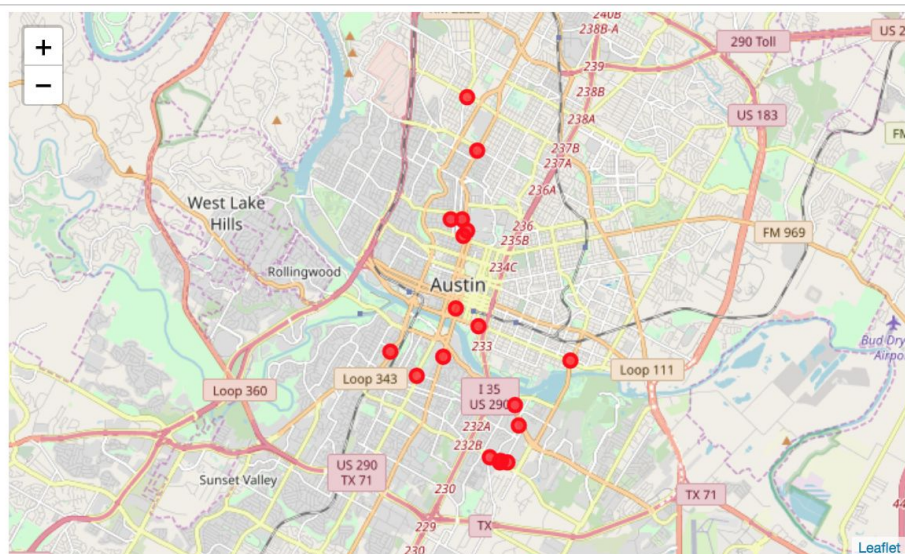 240B
238B-A
+
290 Toll
US 2
239
−
238B
US 183
238A
FM
237B
237A
236A
West Lake
Hills
236
235B
FM 969
234C
Rollingwood
Austin
233
Bud Dry
Airpor
Loop 343
Loop 111
Loop 360
I 35
US 290
232A
232B
US 290
TX 71
Sunset Valley
230
TX 71
229
TX
44
230
Leaflet